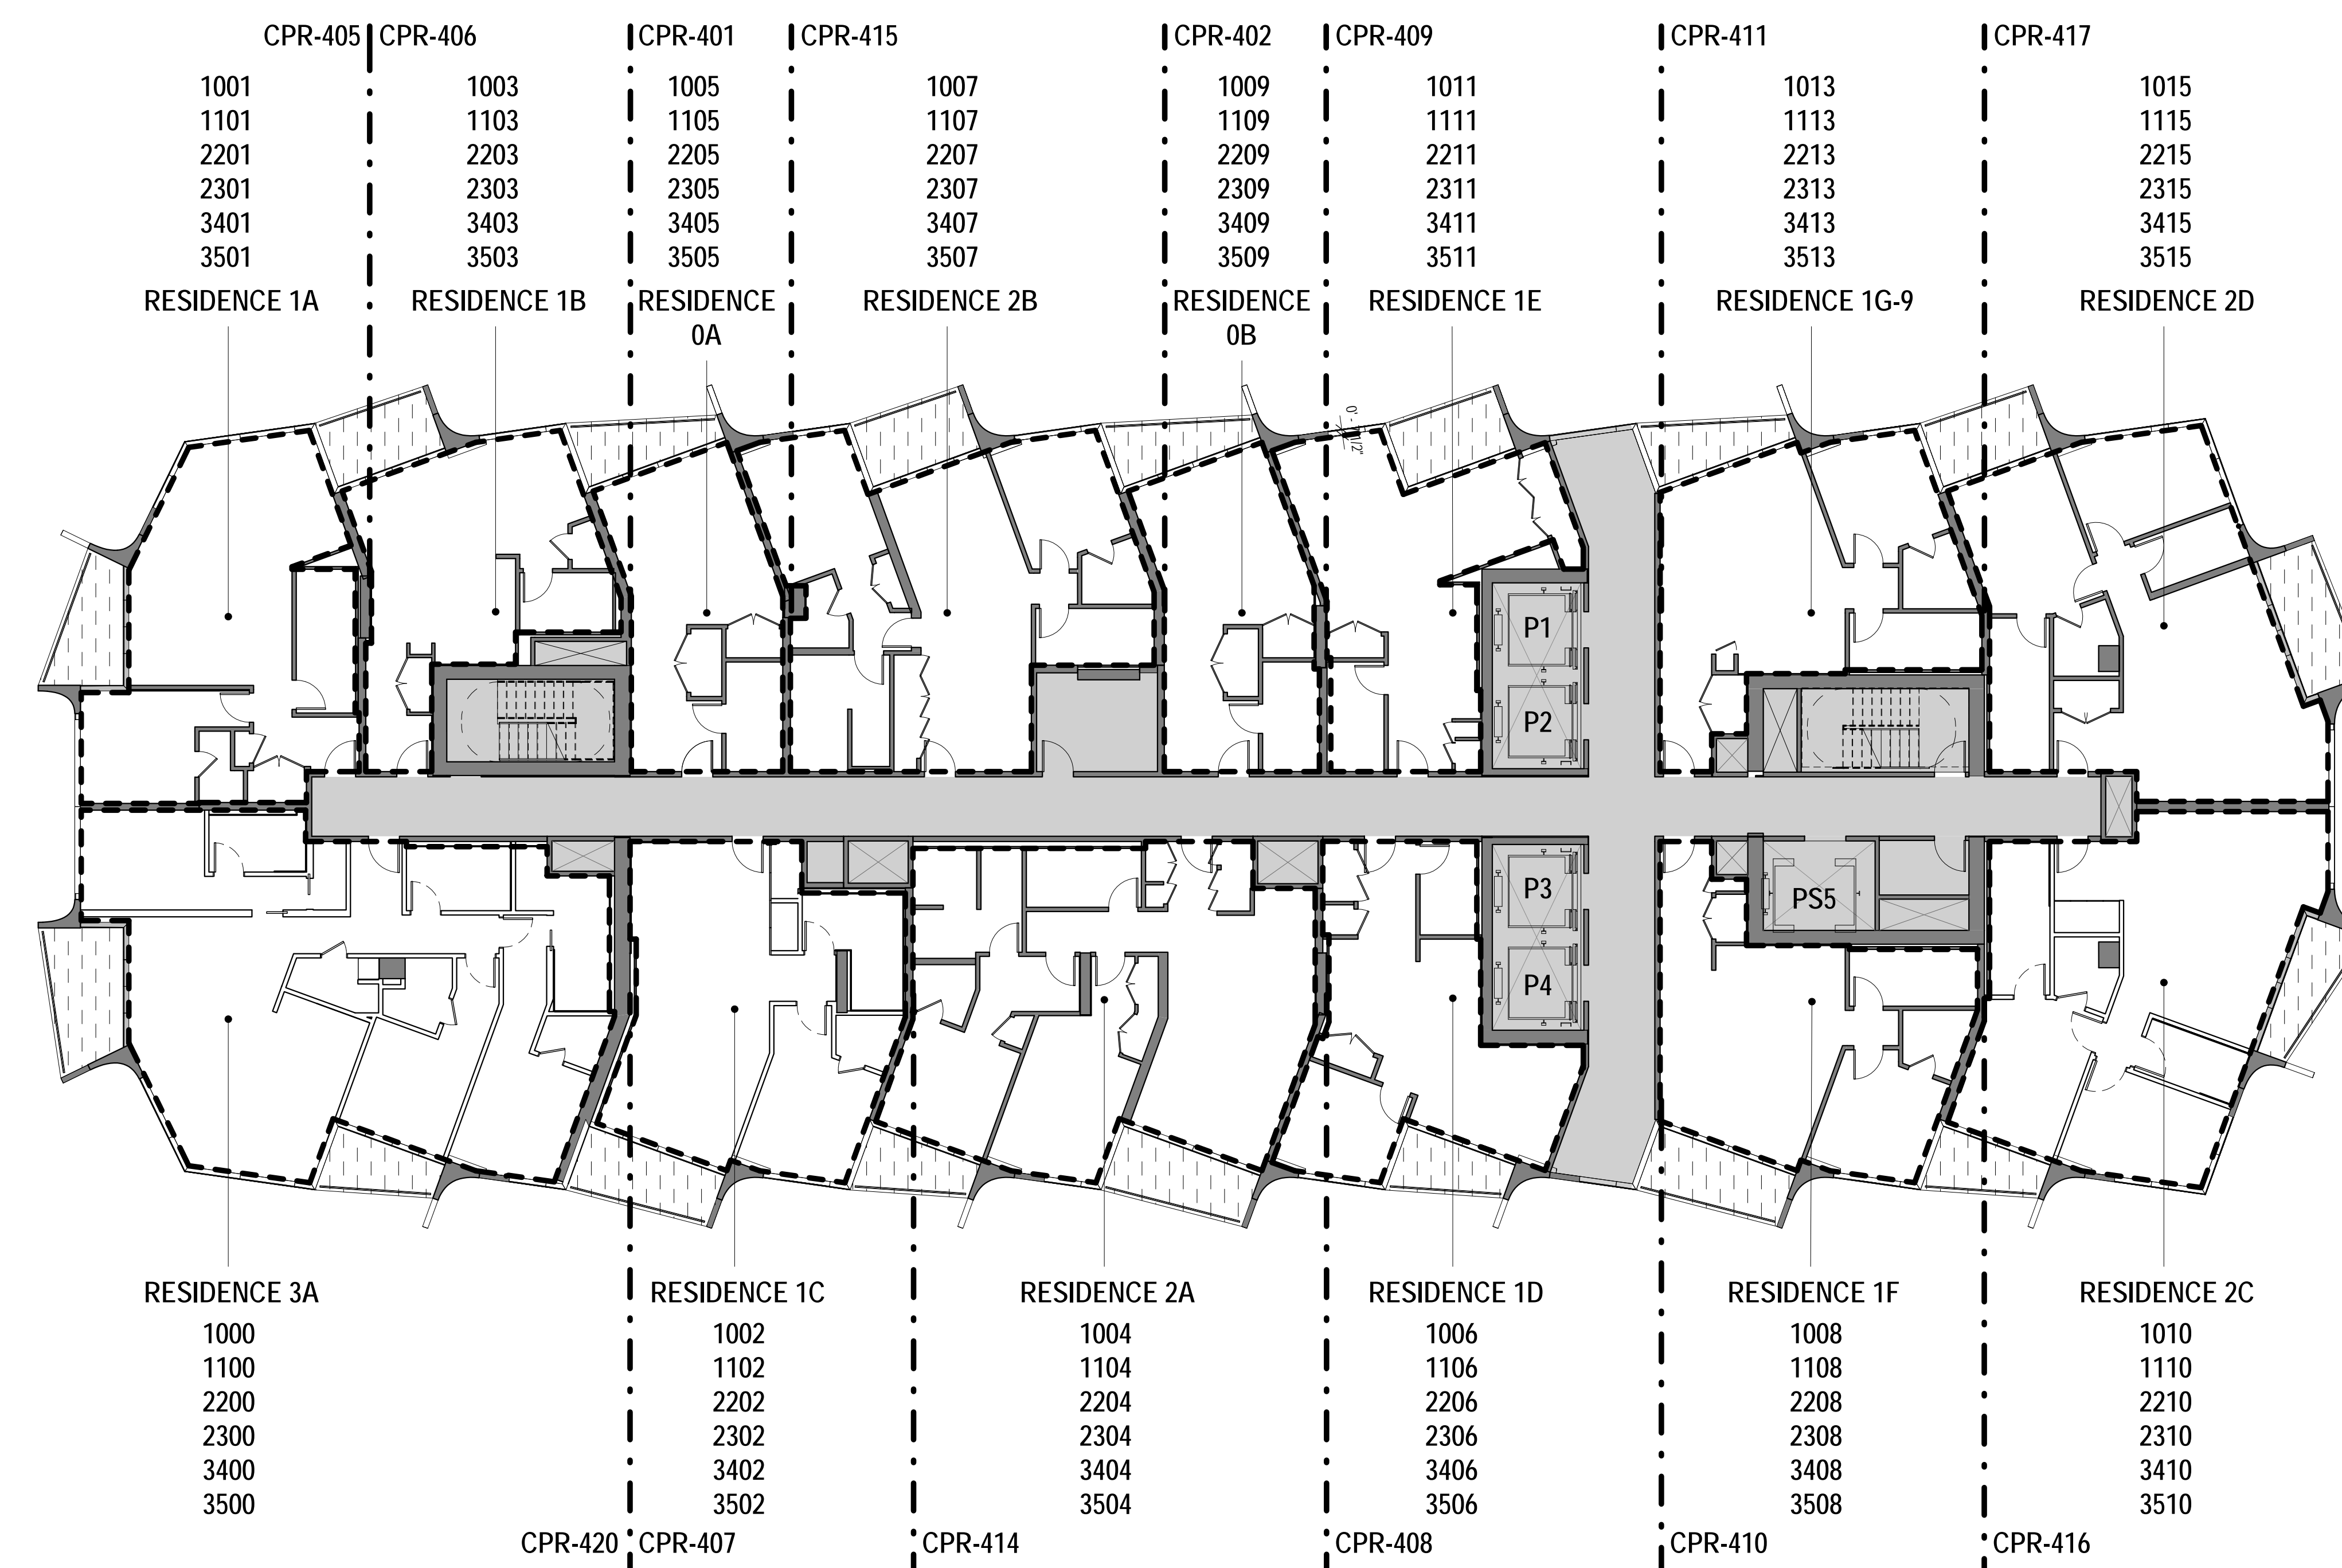 CPR-405 CPR-406 CPR-401 CPR-415 CPR-402 CPR-409 CPR-411 CPR-417
1001 1003 1005 1007 1009 1011 1013 1015
1101 1103 1105 1107 1109 1111 1113 1115
2201 2203 2205 2207 2209 2211 2213 2215
2301 2303 2305 2307 2309 2311 2313 2315
3401 3403 3405 3407 3409 3411 3413 3415
3501 3503 3505 3507 3509 3511 3513 3515
RESIDENCE 1A RESIDENCE 1B RESIDENCE RESIDENCE 2B RESIDENCE RESIDENCE 1E RESIDENCE 1G-9 RESIDENCE 2D
0A 0B
P1
P2
P3
PS5
P4
RESIDENCE 3A RESIDENCE 1C RESIDENCE 2A RESIDENCE 1D RESIDENCE 1F RESIDENCE 2C
1000 1002 1004 1006 1008 1010
1100 1102 1104 1106 1108 1110
2200 2202 2204 2206 2208 2210
2300 2302 2304 2306 2308 2310
3400 3402 3404 3406 3408 3410
3500 3502 3504 3506 3508 3510
CPR-420 CPR-407 CPR-414 CPR-408 CPR-410 CPR-416